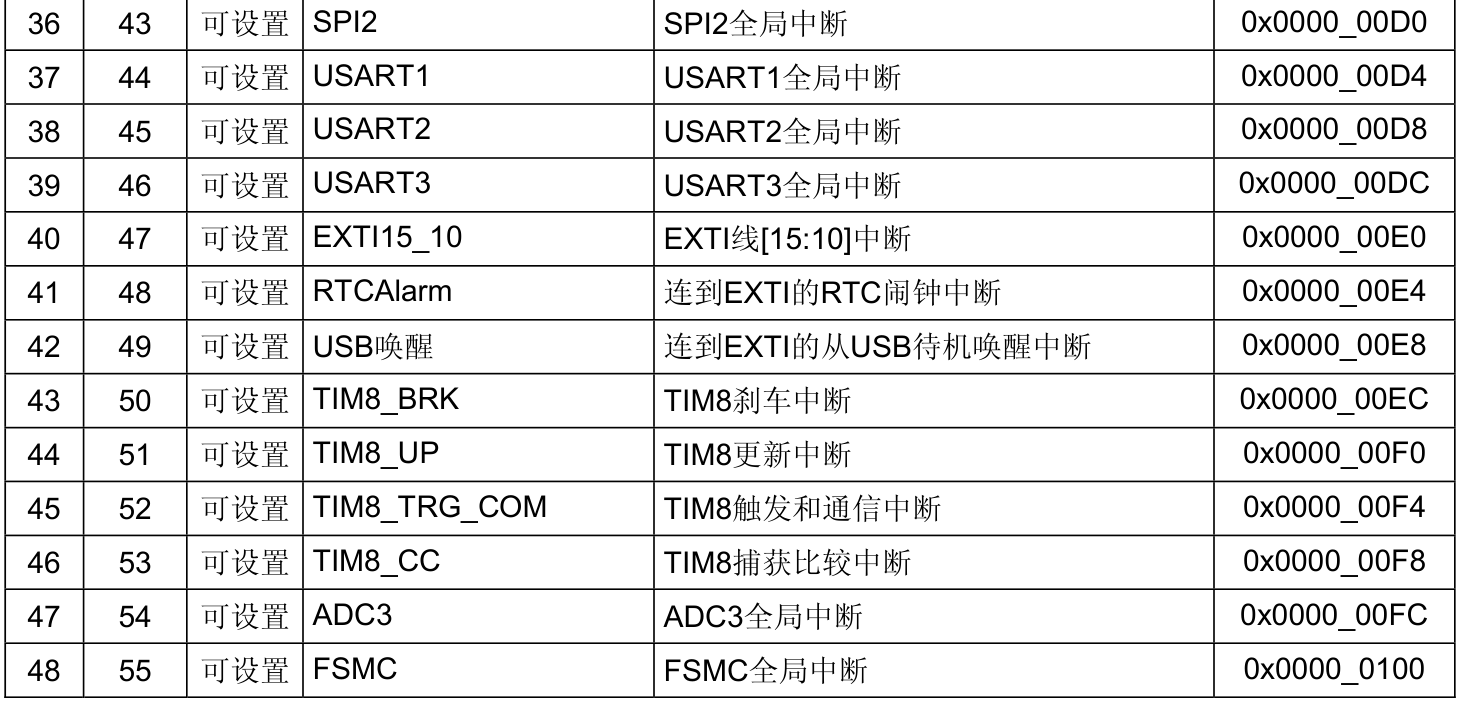 36 43 可设置 SPI2 SPI2全局中断 0x0000_00D0
37 44 可设置 USART1 USART1全局中断 0x0000_00D4
38 45 可设置 USART2 USART2全局中断 0x0000_00D8
39 46 可设置 USART3 USART3全局中断 0x0000_00DC
40 47 可设置 EXTI15_10 EXTI线[15:10]中断 0x0000_00E0
41 48 可设置 RTCAlarm 连到EXTI的RTC闹钟中断 0x0000_00E4
42 49 可设置 USB唤醒 连到EXTI的从USB待机唤醒中断 0x0000_00E8
43 50 可设置 TIM8_BRK TIM8刹车中断 0x0000_00EC
44 51 可设置 TIM8_UP TIM8更新中断 0x0000_00F0
45 52 可设置 TIM8_TRG_COM TIM8触发和通信中断 0x0000_00F4
46 53 可设置 TIM8_CC TIM8捕获比较中断 0x0000_00F8
47 54 可设置 ADC3 ADC3全局中断 0x0000_00FC
48 55 可设置 FSMC FSMC全局中断 0x0000_0100